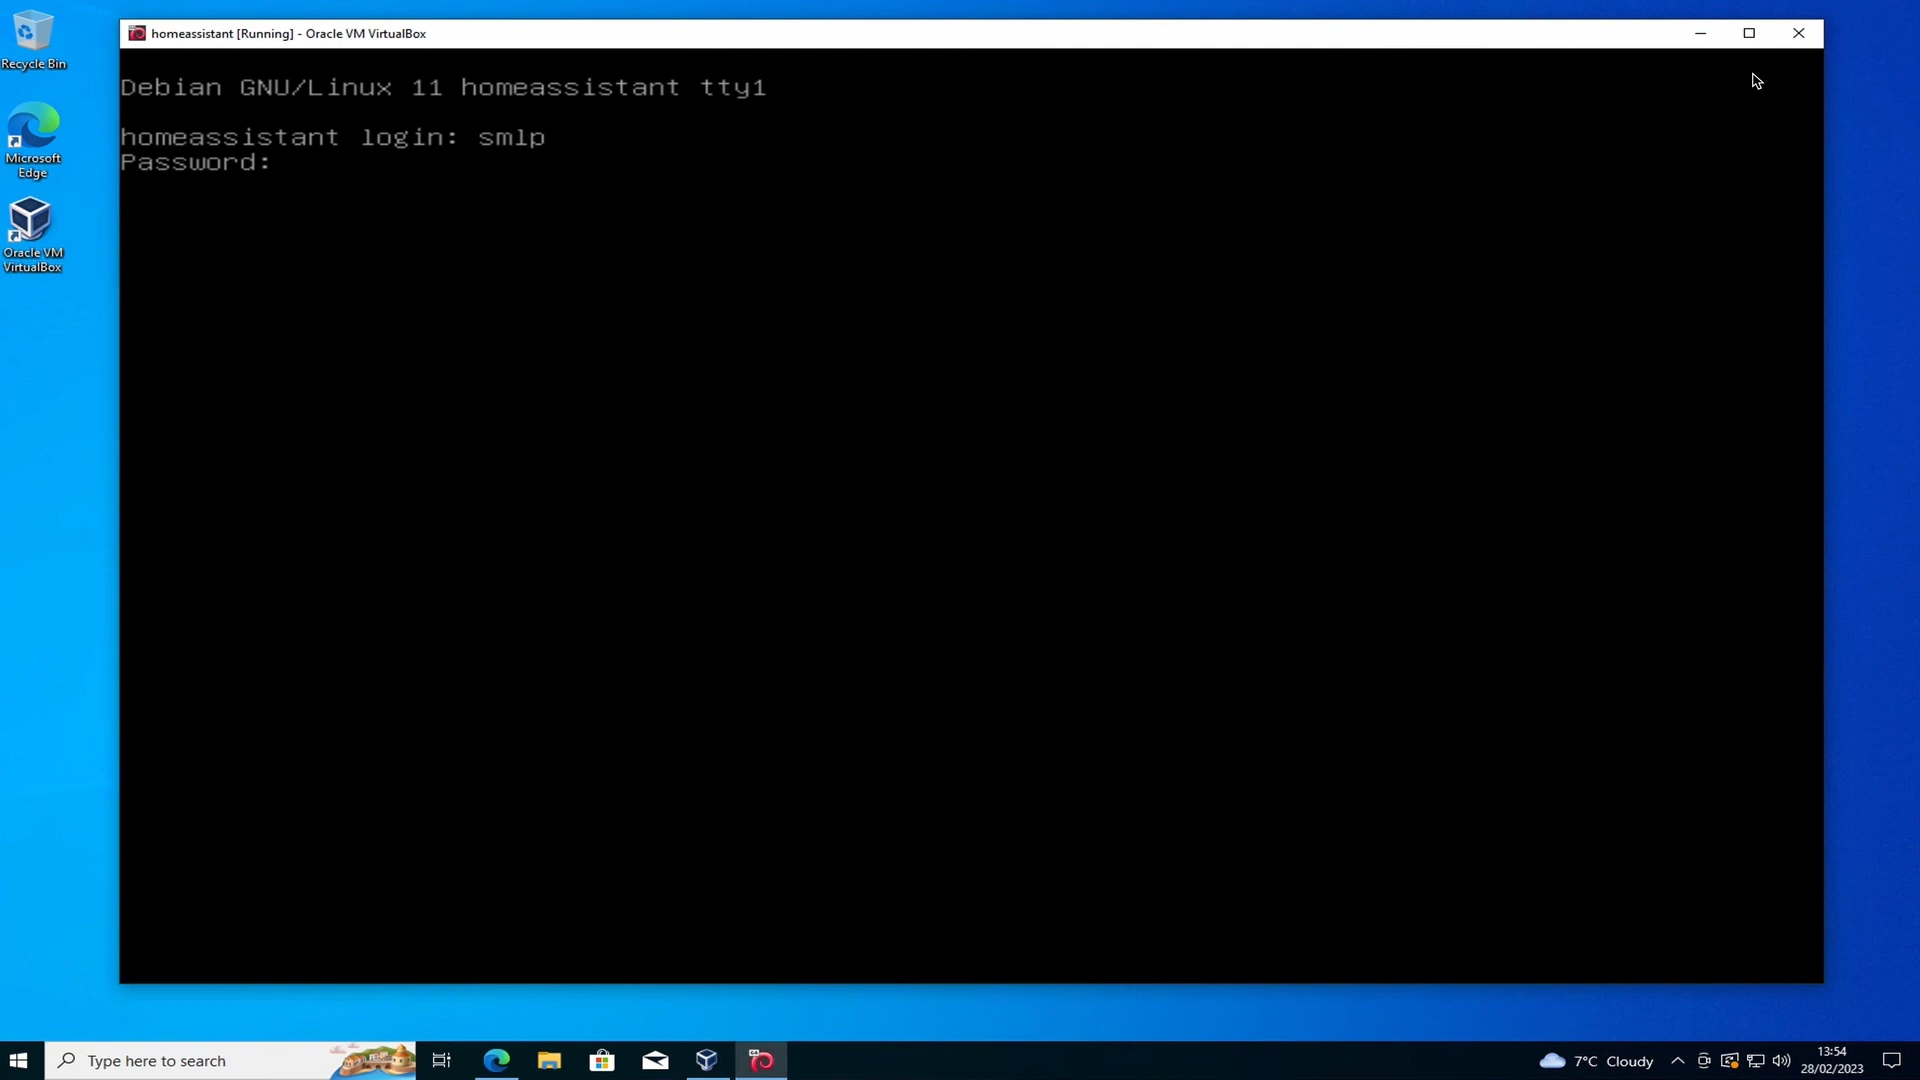 homeassistant [Running] - Oracle VM VirtualBox
Recycle Bin
Debian GNU/Linux 11 homeassistant tty1
homeassistant login: smlp
Password:
Microsoft
Edge
Oracle VM
VirtualBox
Type here to search
64
7°C Cloudy
13:54
28/02/2023